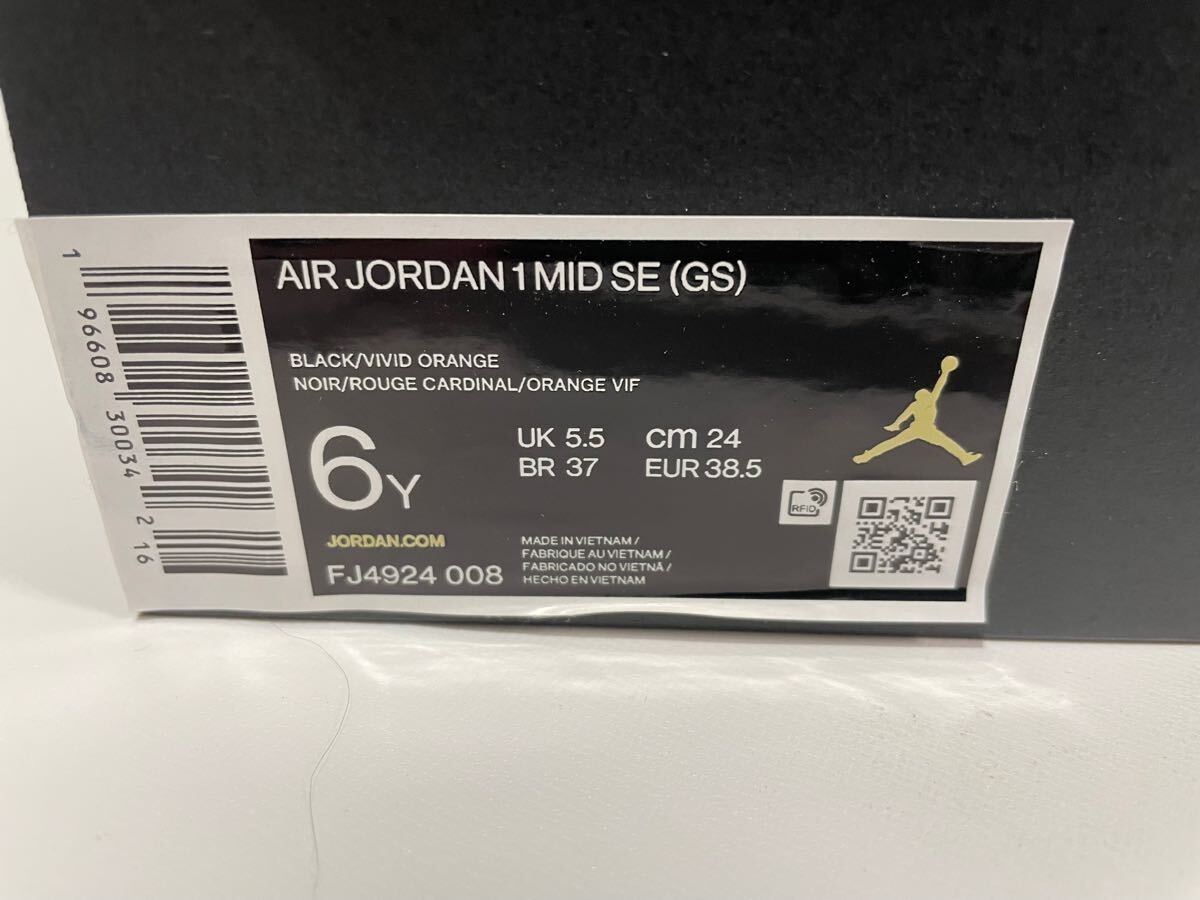 AIR JORDAN 1 MID SE (GS)
BLACK/VIVID ORANGE
NOIR/ROUGE CARDINAL/ORANGE VIF
6Y
UK 5.5 cm 24
BR 37 EUR 38.5
RFID
JORDAN.COM
FJ4924 008
MADE IN VIETNAM /
FABRIQUE AU VIETNAM /
FABRICADO NO VIETNÃ /
HECHO EN VIETNAM
1 96608 30034 2 16